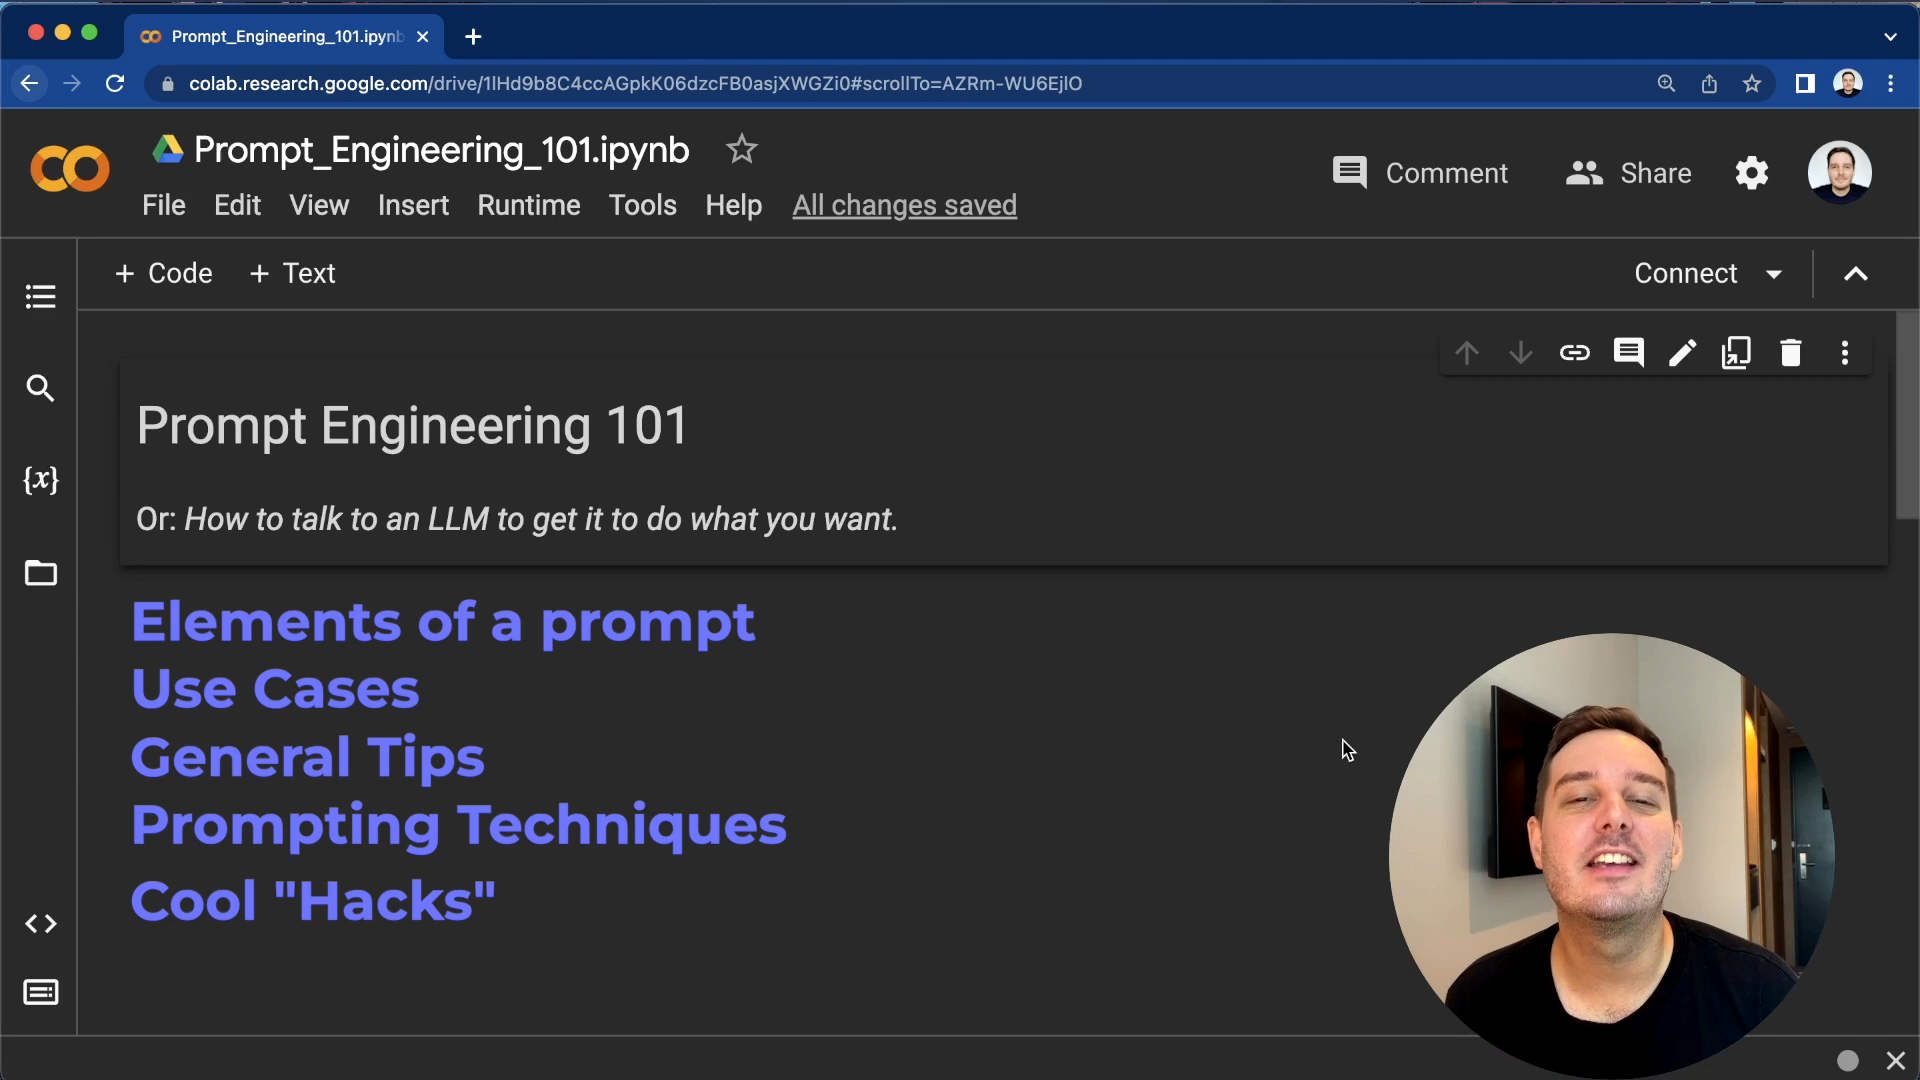 Prompt_Engineering_101.ipynb
colab.research.google.com/drive/1lHd9b8C4ccAGpkK06dzcFB0asjXWGZi0#scrollTo=AZRm-WU6EjlO
Prompt_Engineering_101.ipynb
Comment
Share
File Edit View Insert Runtime Tools Help All changes saved
+ Code + Text
Connect
{x}
Prompt Engineering 101
Or: How to talk to an LLM to get it to do what you want.
Elements of a prompt
Use Cases
General Tips
Prompting Techniques
Cool "Hacks"